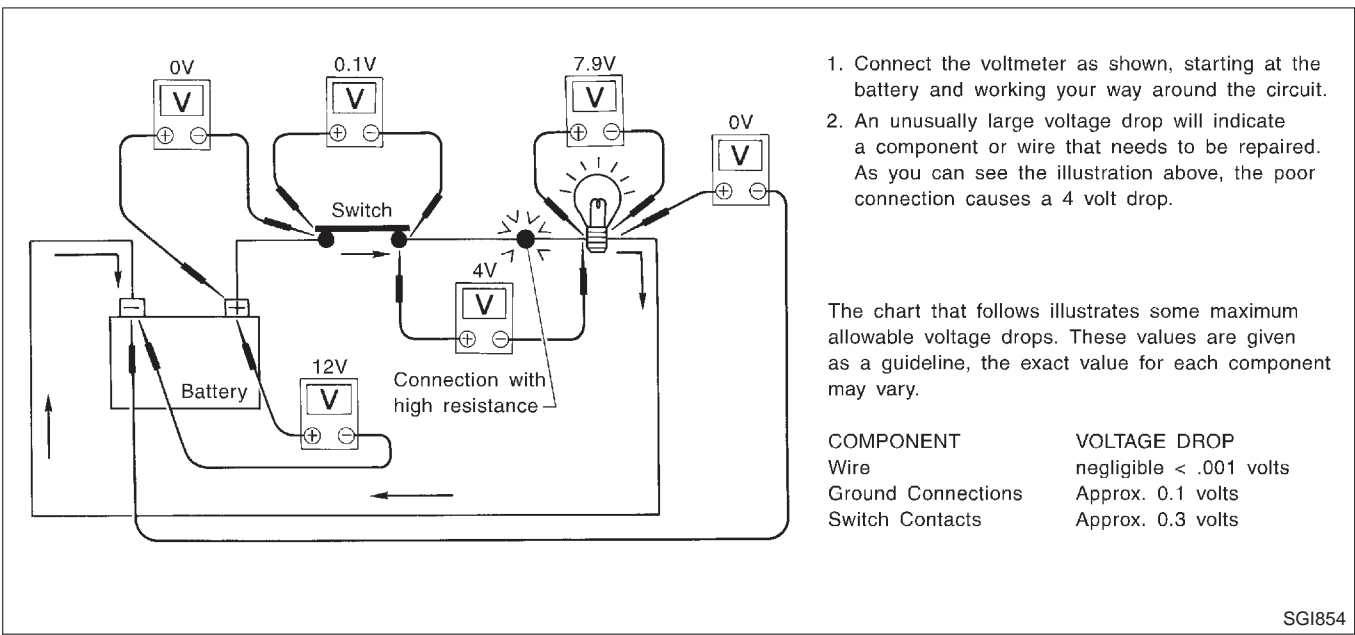 0V
0.1V
7.9V
0V
V
V
V
V
Switch
4V
V
Battery
12V
V
Connection with
high resistance
1. Connect the voltmeter as shown, starting at the
battery and working your way around the circuit.
2. An unusually large voltage drop will indicate
a component or wire that needs to be repaired.
As you can see the illustration above, the poor
connection causes a 4 volt drop.
The chart that follows illustrates some maximum
allowable voltage drops. These values are given
as a guideline, the exact value for each component
may vary.
COMPONENT VOLTAGE DROP
Wire negligible < .001 volts
Ground Connections Approx. 0.1 volts
Switch Contacts Approx. 0.3 volts
SGI854